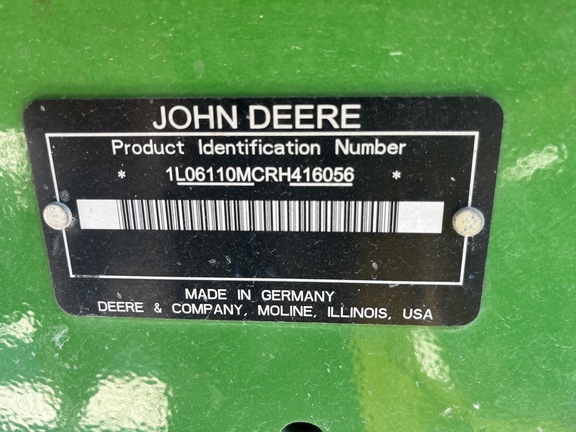 JOHN DEERE
Product Identification Number
* 1L06110MCRH416056 *
MADE IN GERMANY
DEERE & COMPANY, MOLINE, ILLINOIS, USA